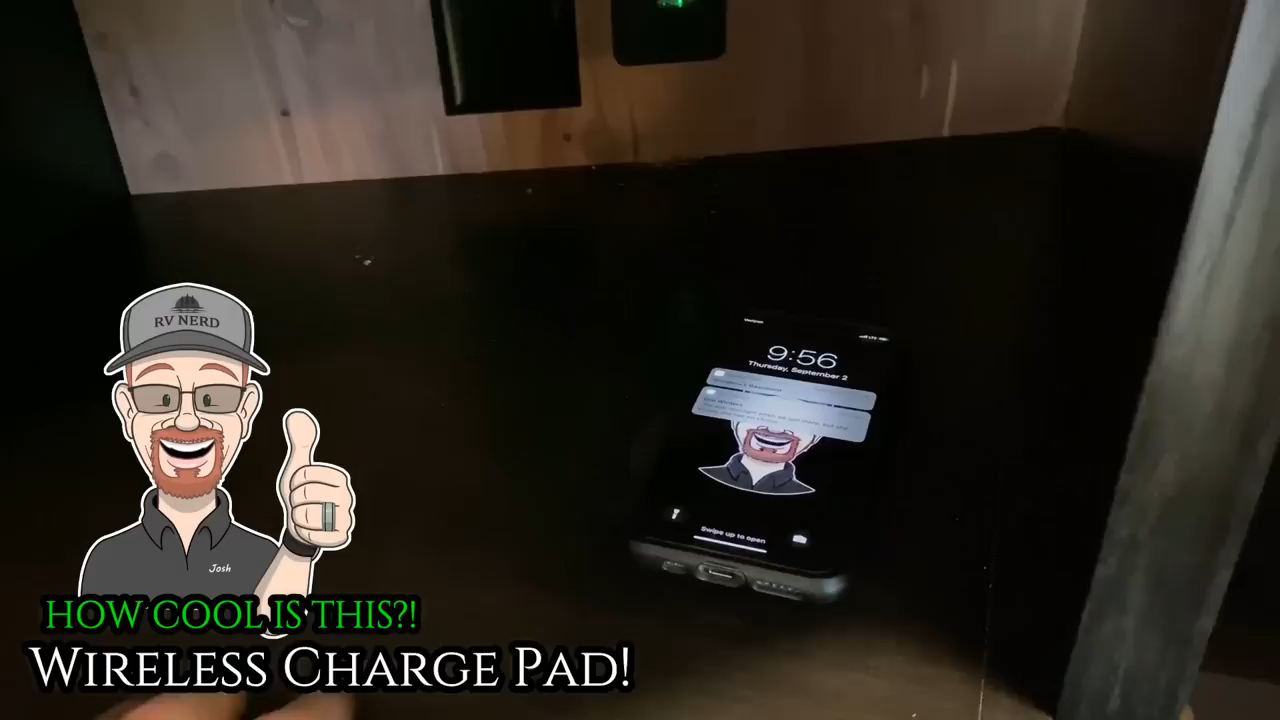 RV NERD
Verizon
9:56
Thursday, September 2
Swipe up to open
Josh
HOW COOL IS THIS?!
WIRELESS CHARGE PAD!